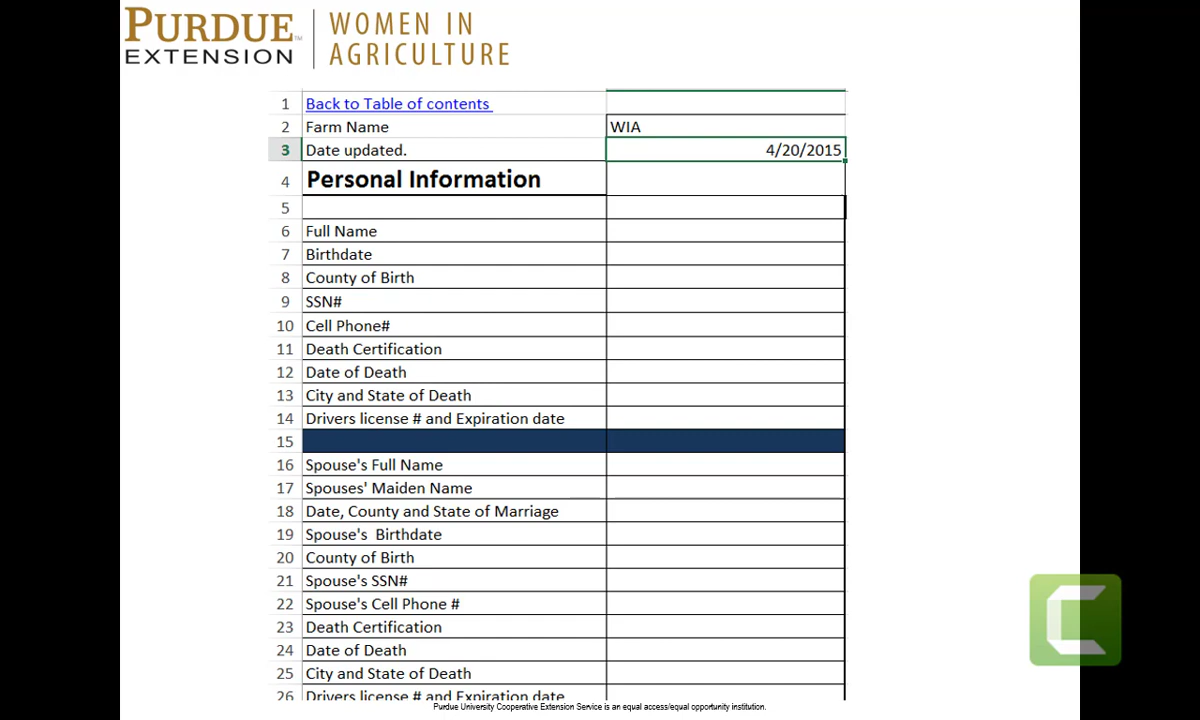 PURDUE™
EXTENSION
WOMEN IN
AGRICULTURE
1 Back to Table of contents
2 Farm Name WIA
3 Date updated. 4/20/2015
4 Personal Information
5
6 Full Name
7 Birthdate
8 County of Birth
9 SSN#
10 Cell Phone#
11 Death Certification
12 Date of Death
13 City and State of Death
14 Drivers license # and Expiration date
15
16 Spouse's Full Name
17 Spouses' Maiden Name
18 Date, County and State of Marriage
19 Spouse's Birthdate
20 County of Birth
21 Spouse's SSN#
22 Spouse's Cell Phone #
23 Death Certification
24 Date of Death
25 City and State of Death
26 Drivers license # and Expiration date
Purdue University Cooperative Extension Service is an equal access/equal opportunity institution.